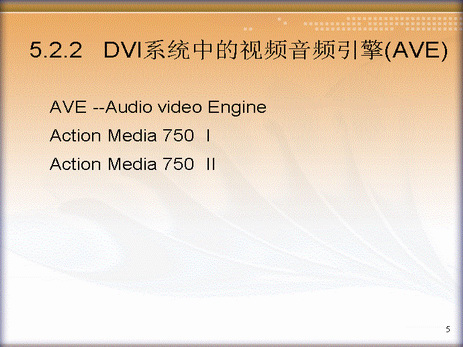 5.2.2 DVI系统中的视频音频引擎(AVE)
AVE --Audio video Engine
Action Media 750 I
Action Media 750 II
5